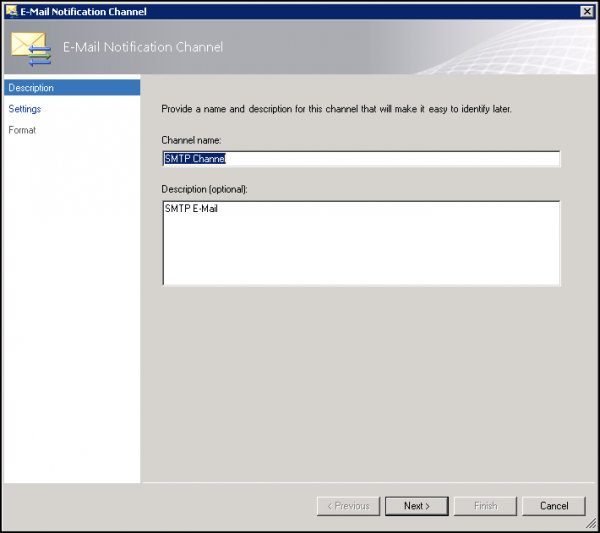 E-Mail Notification Channel
E-Mail Notification Channel
Description
Settings
Format
Provide a name and description for this channel that will make it easy to identify later.
Channel name:
SMTP Channel
Description (optional):
SMTP E-Mail
< Previous
Next >
Finish
Cancel